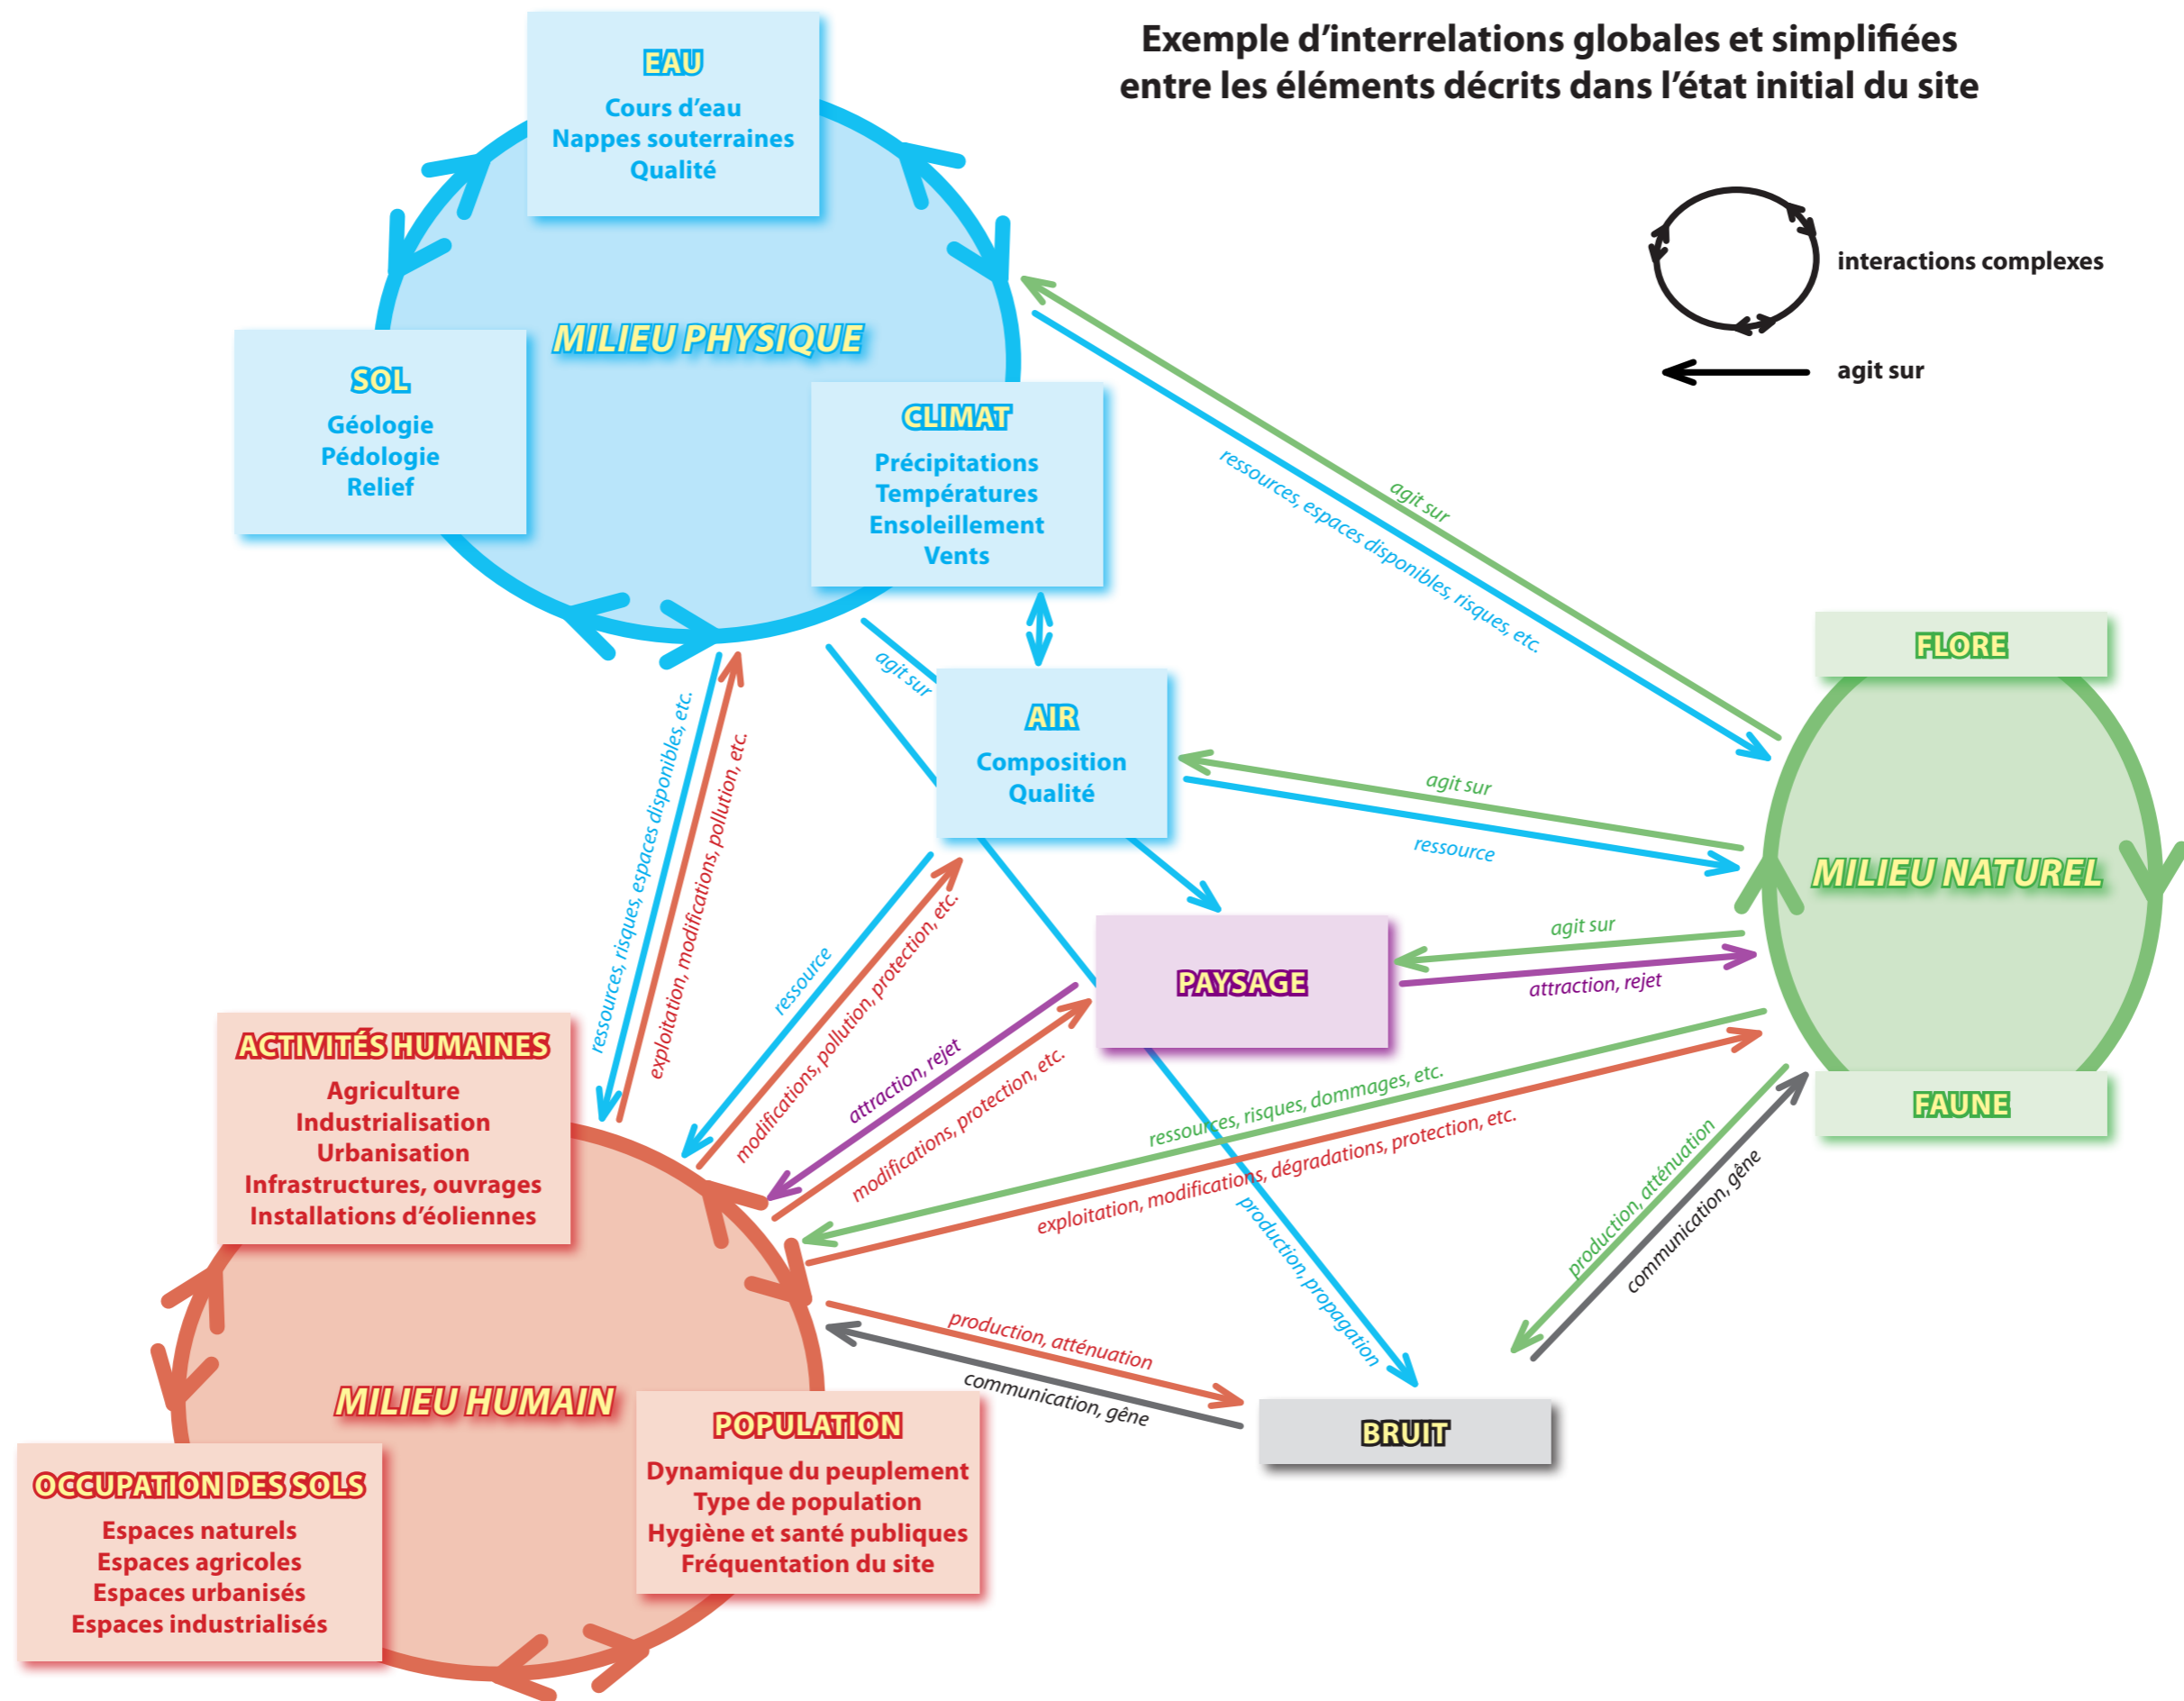 Exemple d’interrelations globales et simplifiées
entre les éléments décrits dans l’état initial du site
interactions complexes
agit sur
EAU
Cours d’eau
Nappes souterraines
Qualité
MILIEU PHYSIQUE
SOL
Géologie
Pédologie
Relief
CLIMAT
Précipitations
Températures
Ensoleillement
Vents
agit sur
ressources, espaces disponibles, risques, etc.
FLORE
MILIEU NATUREL
FAUNE
agit sur
AIR
Composition
Qualité
agit sur
ressource
agit sur
attraction, rejet
PAYSAGE
ressources, risques, espaces disponibles, etc.
exploitation, modifications, pollution, etc.
ressource
modifications, pollution, protection, etc.
attraction, rejet
modifications, protection, etc.
ressources, risques, dommages, etc.
exploitation, modifications, dégradations, protection, etc.
production, propagation
production, atténuation
communication, gêne
production, atténuation
communication, gêne
BRUIT
ACTIVITÉS HUMAINES
Agriculture
Industrialisation
Urbanisation
Infrastructures, ouvrages
Installations d’éoliennes
MILIEU HUMAIN
POPULATION
Dynamique du peuplement
Type de population
Hygiène et santé publiques
Fréquentation du site
OCCUPATION DES SOLS
Espaces naturels
Espaces agricoles
Espaces urbanisés
Espaces industrialisés